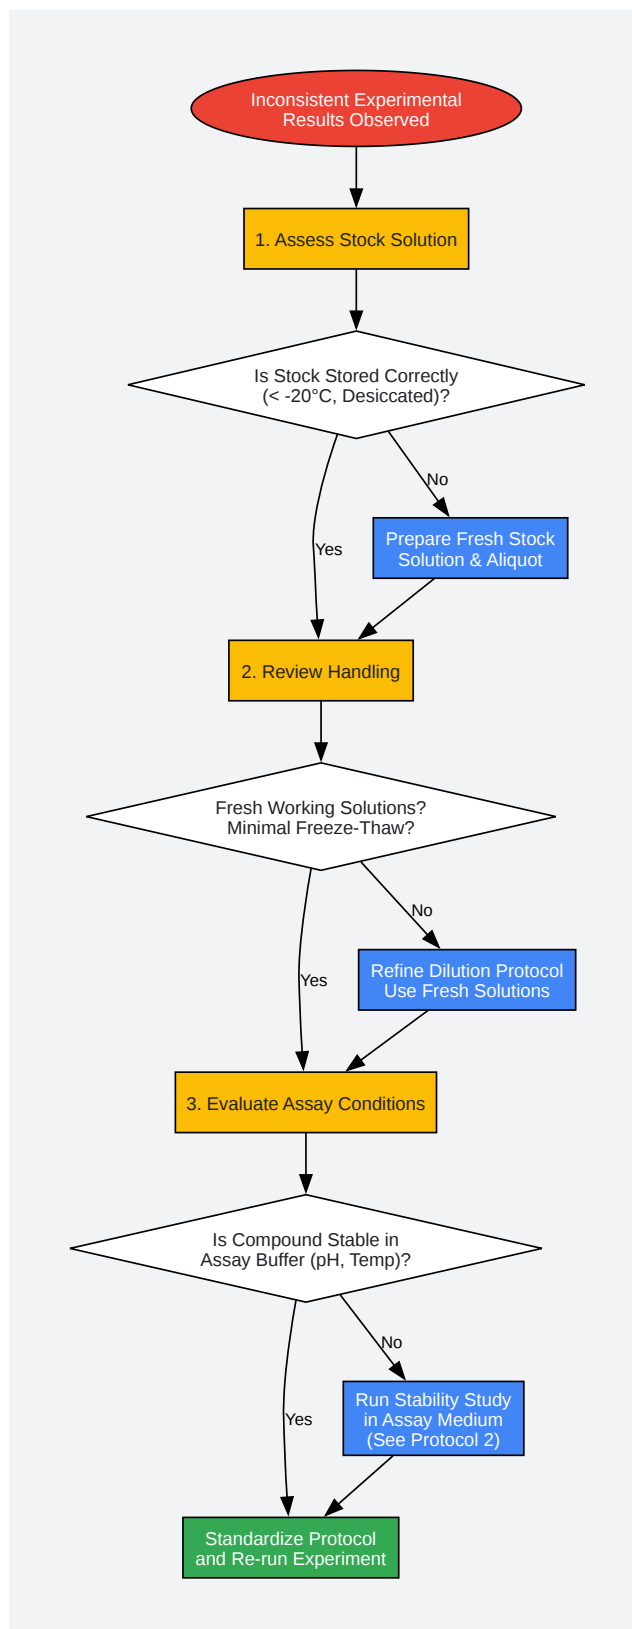 Inconsistent Experimental
Results Observed
1. Assess Stock Solution
Is Stock Stored Correctly
(< -20°C, Desiccated)?
No
Prepare Fresh Stock
Solution & Aliquot
Yes
2. Review Handling
Fresh Working Solutions?
Minimal Freeze-Thaw?
No
Refine Dilution Protocol
Use Fresh Solutions
Yes
3. Evaluate Assay Conditions
Is Compound Stable in
Assay Buffer (pH, Temp)?
No
Run Stability Study
in Assay Medium
(See Protocol 2)
Yes
Standardize Protocol
and Re-run Experiment